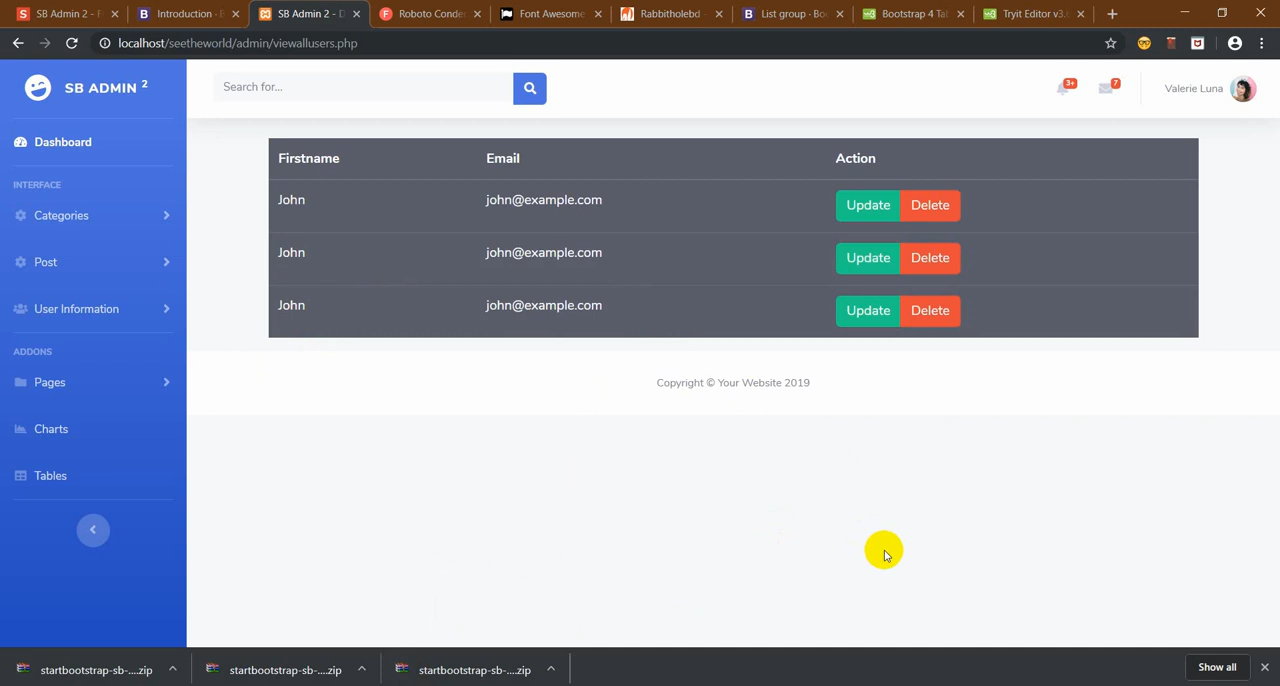 SB Admin 2 - F
Introduction · B
SB Admin 2 - D
Roboto Conde
Font Awesome
Rabbitholebd -
List group · Boo
Bootstrap 4 Tab
Tryit Editor v3.6
localhost/seetheworld/admin/viewallusers.php
SB ADMIN 2
Search for...
3+
7
Valerie Luna
Dashboard
INTERFACE
Categories
Post
User Information
ADDONS
Pages
Charts
Tables
Firstname Email Action
John john@example.com Update Delete
John john@example.com Update Delete
John john@example.com Update Delete
Copyright © Your Website 2019
startbootstrap-sb-....zip
startbootstrap-sb-....zip
startbootstrap-sb-....zip
Show all